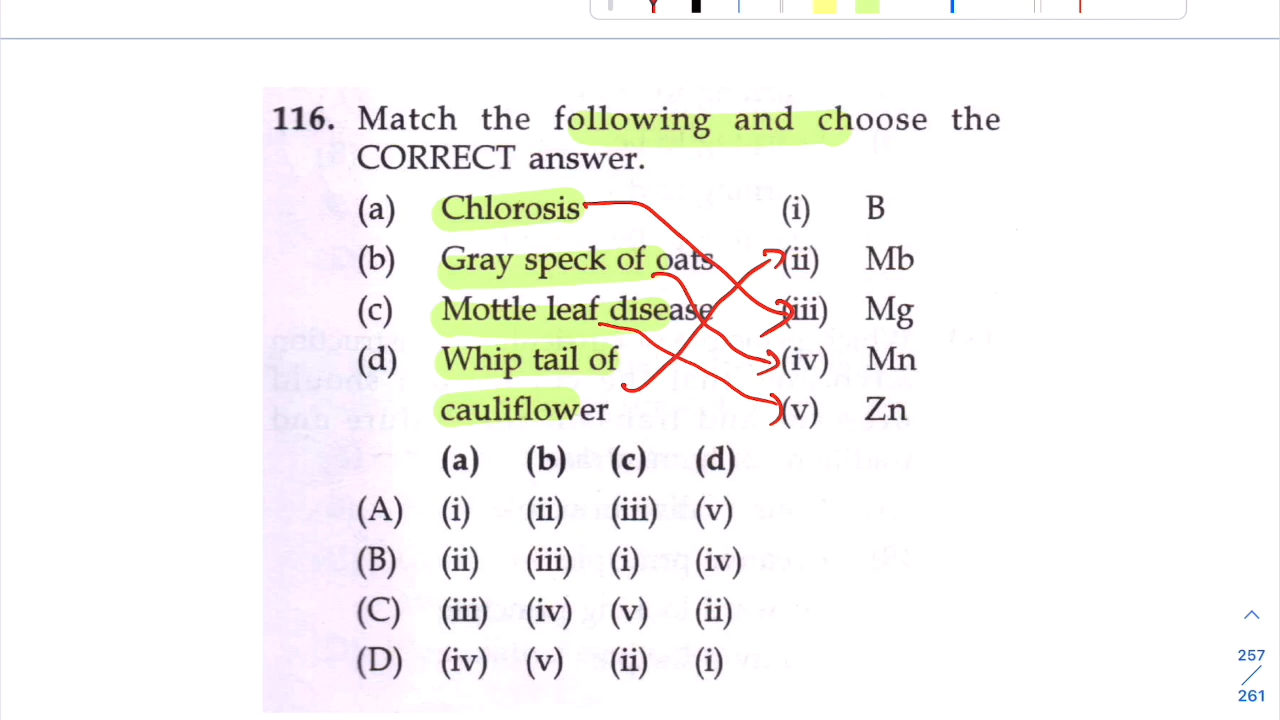 116. Match the following and choose the
CORRECT answer.
(a) Chlorosis (i) B
(b) Gray speck of oats (ii) Mb
(c) Mottle leaf disease (iii) Mg
(d) Whip tail of (iv) Mn
cauliflower (v) Zn
(a) (b) (c) (d)
(A) (i) (ii) (iii) (v)
(B) (ii) (iii) (i) (iv)
(C) (iii) (iv) (v) (ii)
(D) (iv) (v) (ii) (i)
257
261